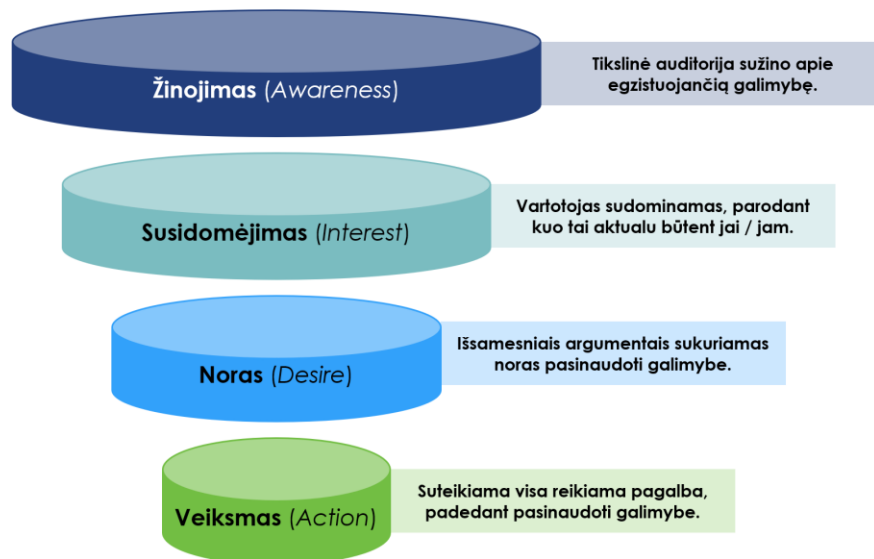 Žinojimas (Awareness)
Tikslinė auditorija sužino apie
egzistuojančią galimybę.
Susidomėjimas (Interest)
Vartotojas sudominamas, parodant
kuo tai aktualu būtent jai / jam.
Noras (Desire)
Išsamesniais argumentais sukuriamas
noras pasinaudoti galimybe.
Veiksmas (Action)
Suteikiama visa reikiama pagalba,
padedant pasinaudoti galimybe.